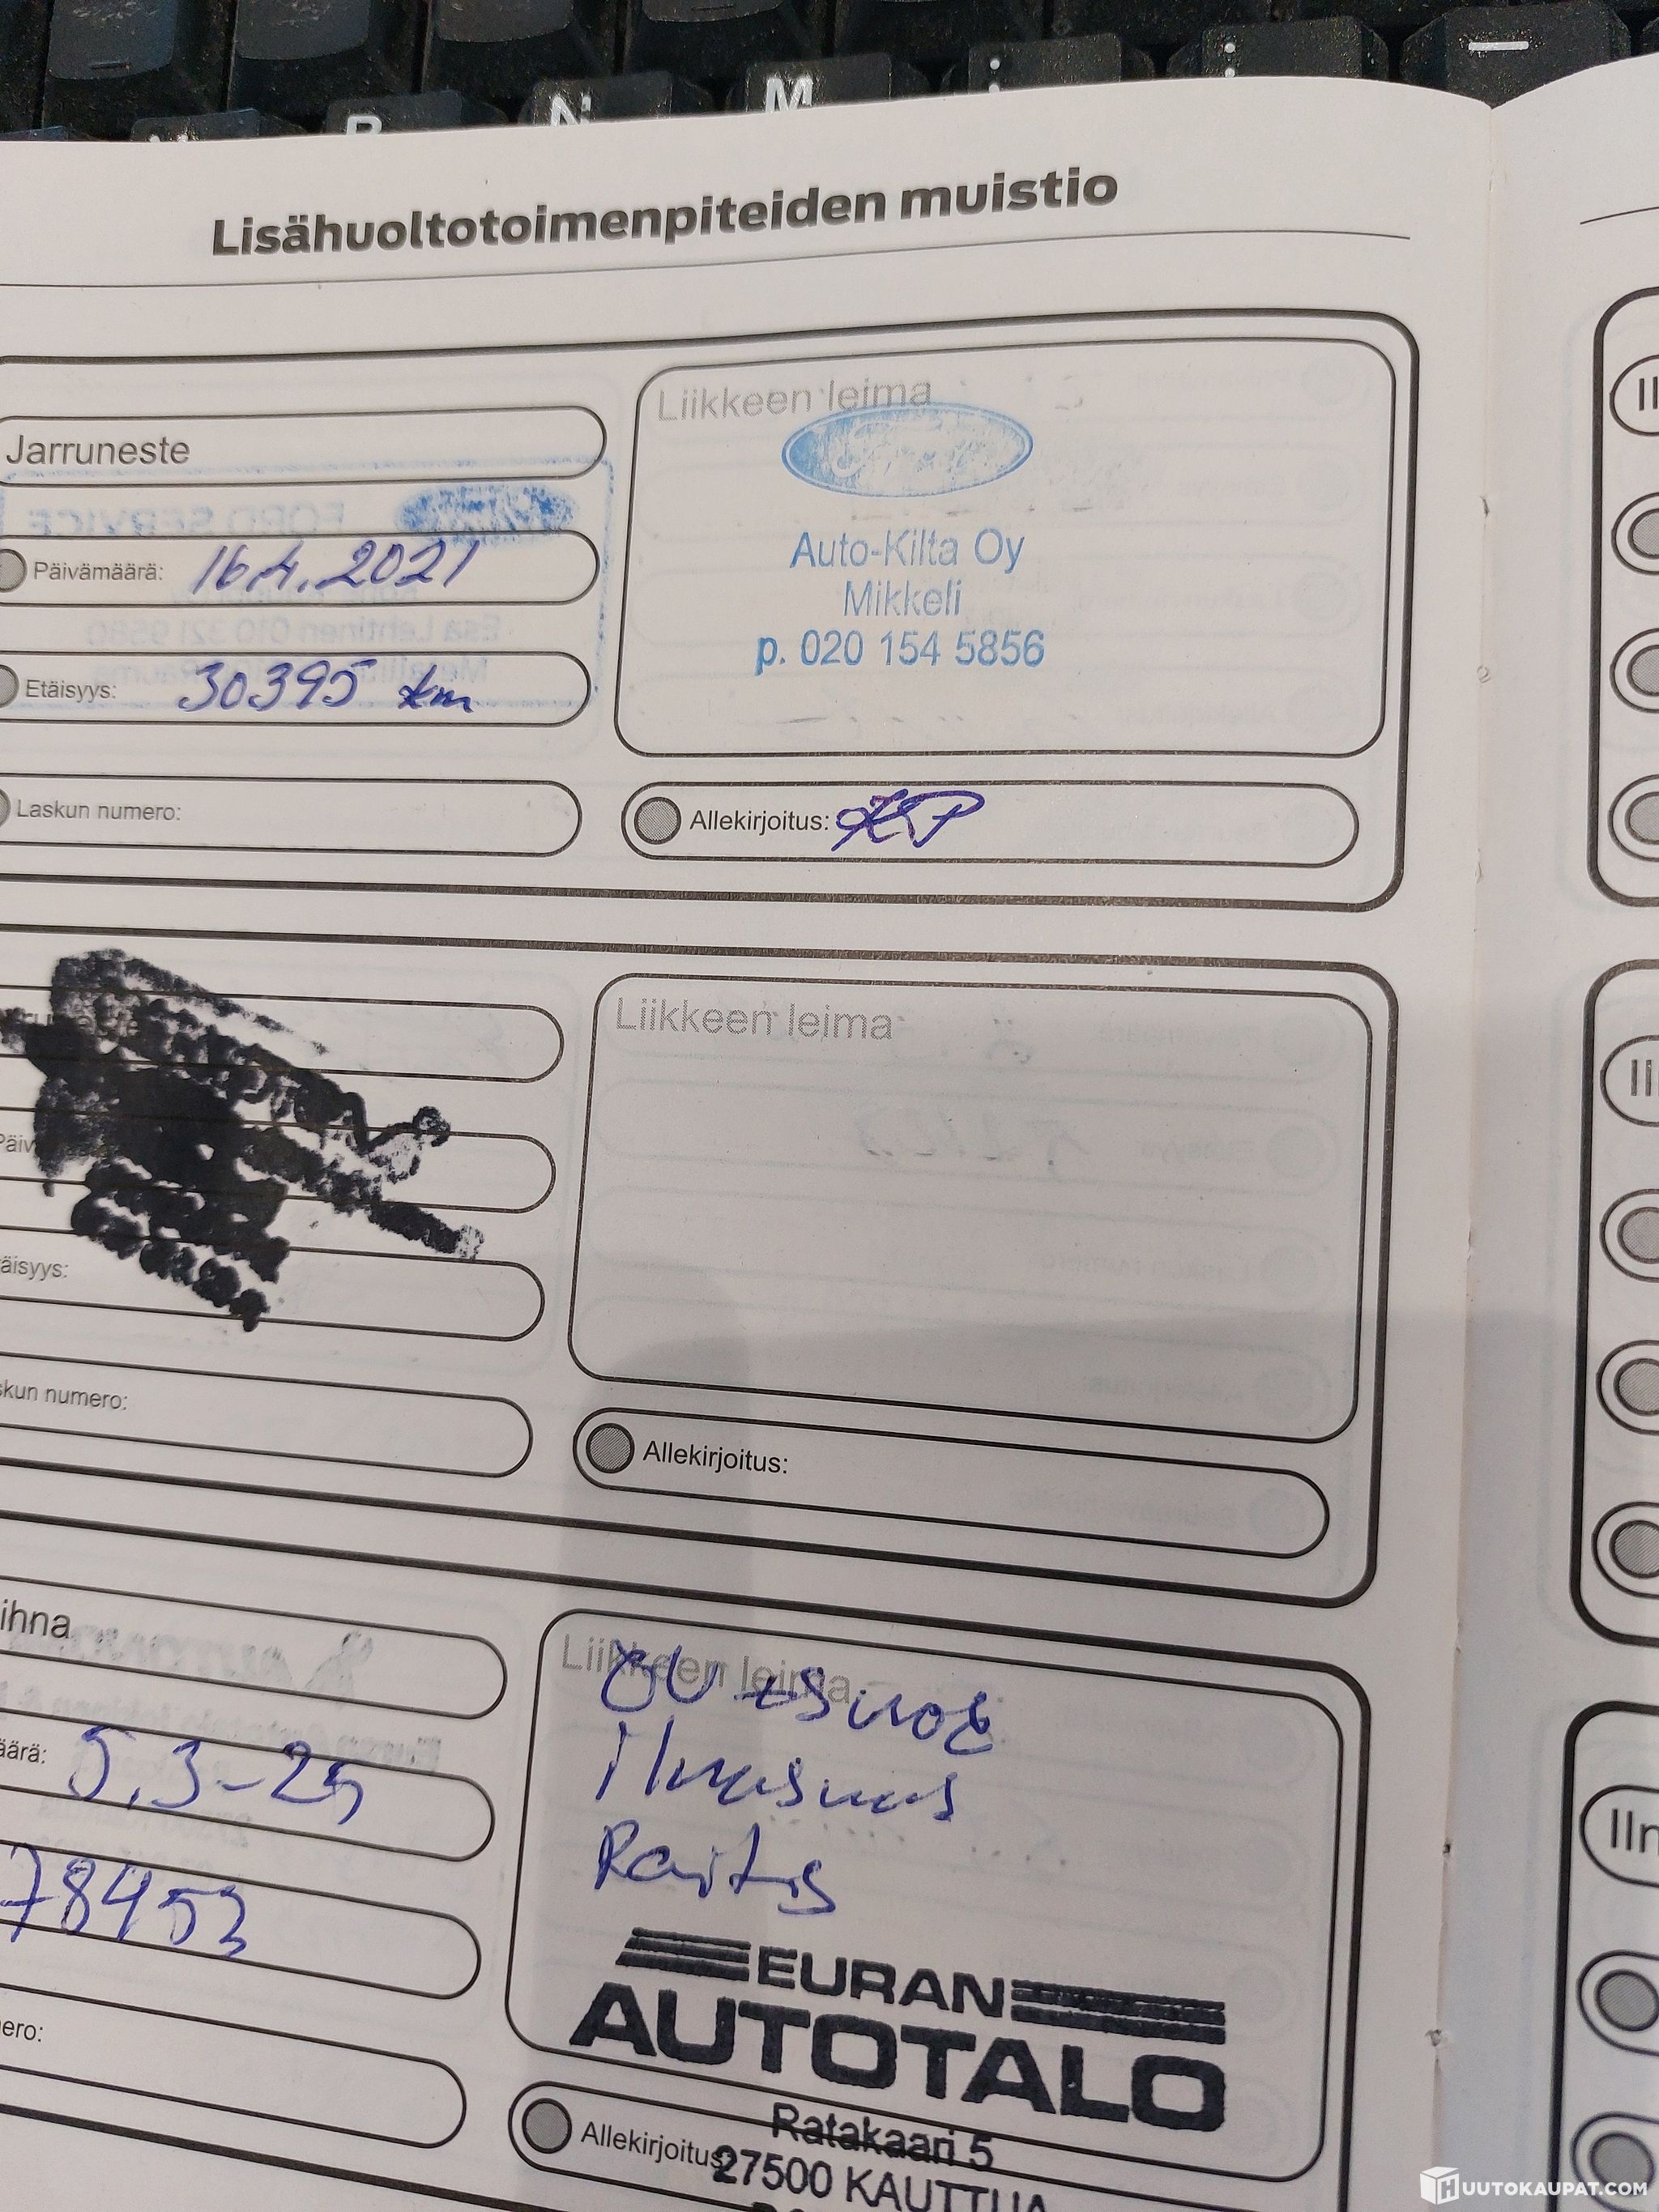 B N M ; :
Lisähuoltotoimenpiteiden muistio
Jarruneste
Liikkeen leima
Ford
Auto-Kilta Oy
Mikkeli
p. 020 154 5856
Päivämäärä: 16.4.2021
Etäisyys: 30395 km
Laskun numero:
Allekirjoitus:
Liikkeen leima
äisyys:
skun numero:
Allekirjoitus:
ihna
Liikkeen leima
äärä: 5.3-25
78453
Raitis
EURAN
AUTOTALO
ero:
Allekirjoitus:
Ratakaari 5
27500 KAUTTUA
HUUTOKAUPAT.COM